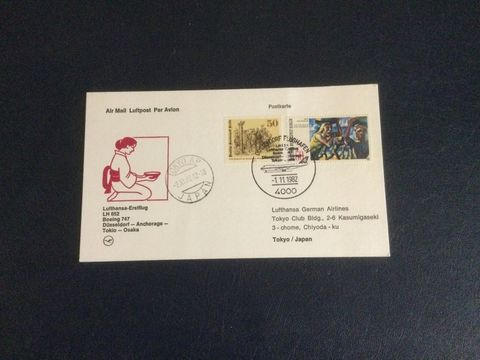 Air Mail Luftpost Par Avion
Postkarte
50
JAPAN
FLUGHAFEN
-1.11.1982
4000
Lufthansa-Erstflug
LH 652
Boeing 747
Düsseldorf – Anchorage –
Tokio – Osaka
Lufthansa German Airlines
Tokyo Club Bldg., 2-6 Kasumigaseki
3 - chome, Chiyoda - ku
Tokyo / Japan